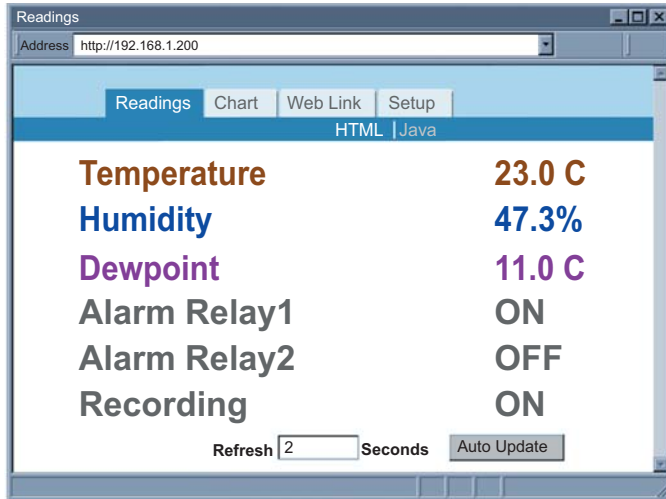 Readings
Address http://192.168.1.200
Readings Chart Web Link Setup
HTML | Java
Temperature 23.0 C
Humidity 47.3%
Dewpoint 11.0 C
Alarm Relay1 ON
Alarm Relay2 OFF
Recording ON
Refresh 2 Seconds Auto Update